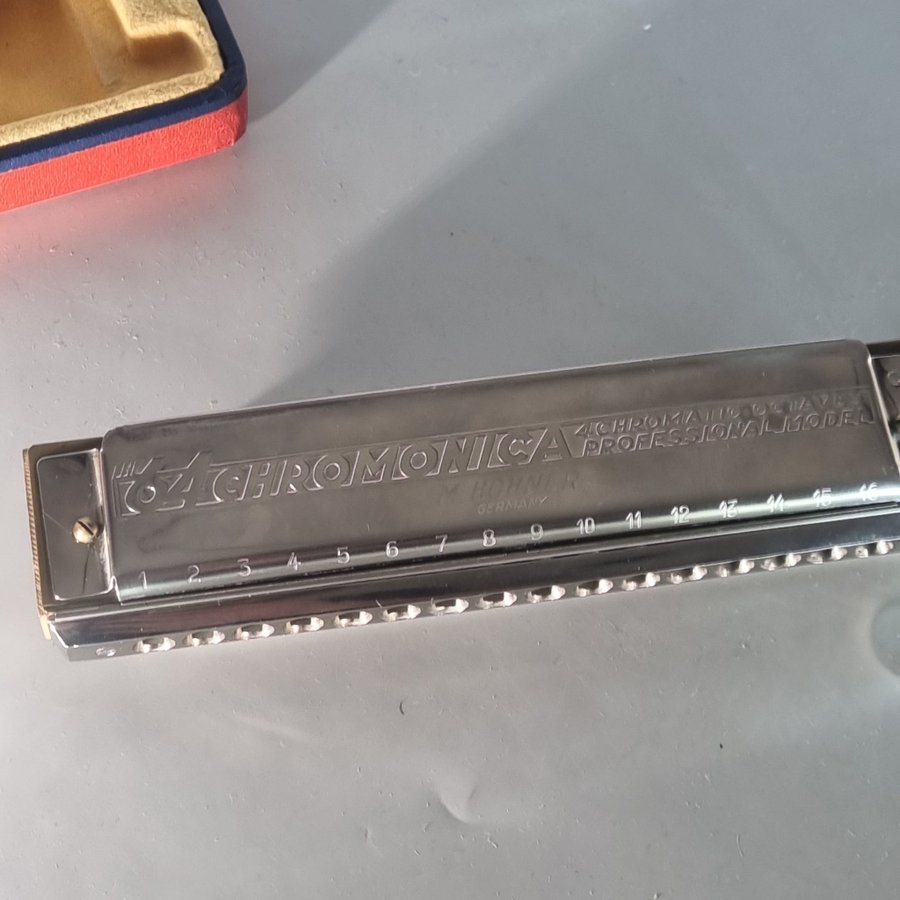 THE
64 CHROMONICA
4 CHROMATIC OCTAVES
PROFESSIONAL MODEL
M. HOHNER
GERMANY
1 2 3 4 5 6 7 8 9 10 11 12 13 14 15 16
C